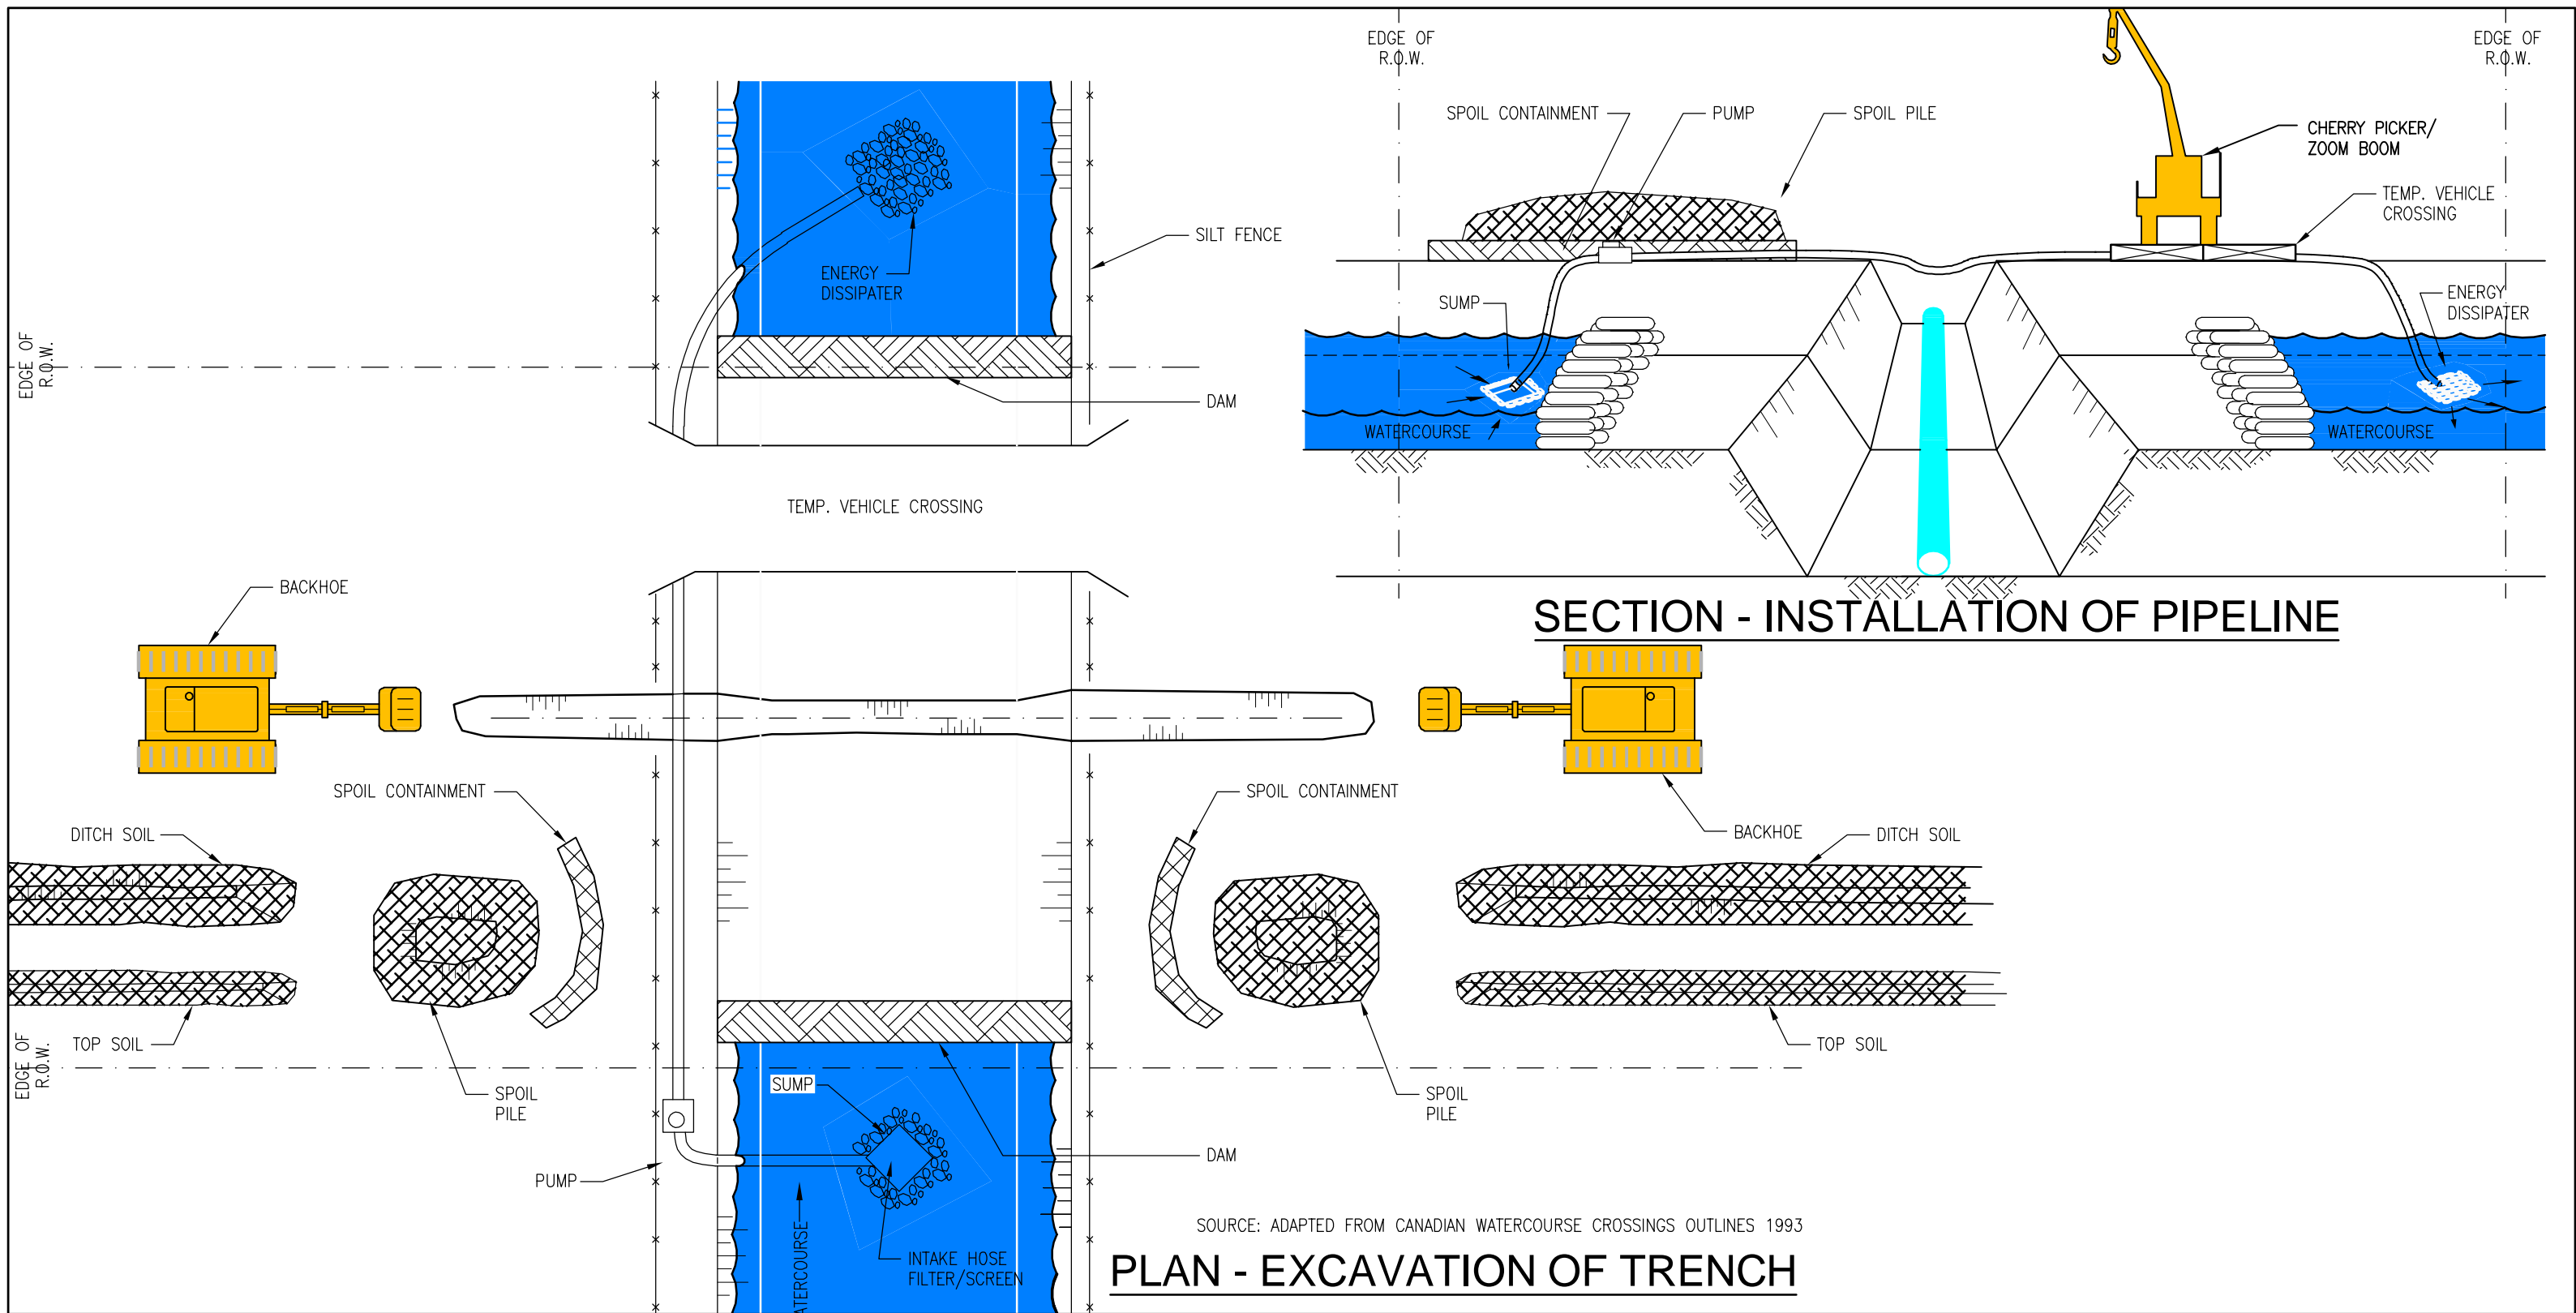 EDGE OF
R.O.W.
EDGE OF
R.O.W.
SPOIL CONTAINMENT
PUMP
SPOIL PILE
CHERRY PICKER/
ZOOM BOOM
TEMP. VEHICLE
CROSSING
SILT FENCE
ENERGY
DISSIPATER
SUMP
ENERGY
DISSIPATER
EDGE OF
R.O.W.
DAM
WATERCOURSE
WATERCOURSE
TEMP. VEHICLE CROSSING
SECTION - INSTALLATION OF PIPELINE
BACKHOE
SPOIL CONTAINMENT
SPOIL CONTAINMENT
DITCH SOIL
BACKHOE
DITCH SOIL
TOP SOIL
TOP SOIL
EDGE OF
R.O.W.
SPOIL
PILE
SUMP
SPOIL
PILE
DAM
PUMP
SOURCE: ADAPTED FROM CANADIAN WATERCOURSE CROSSINGS OUTLINES 1993
ATERCOURSE
INTAKE HOSE
FILTER/SCREEN
PLAN - EXCAVATION OF TRENCH